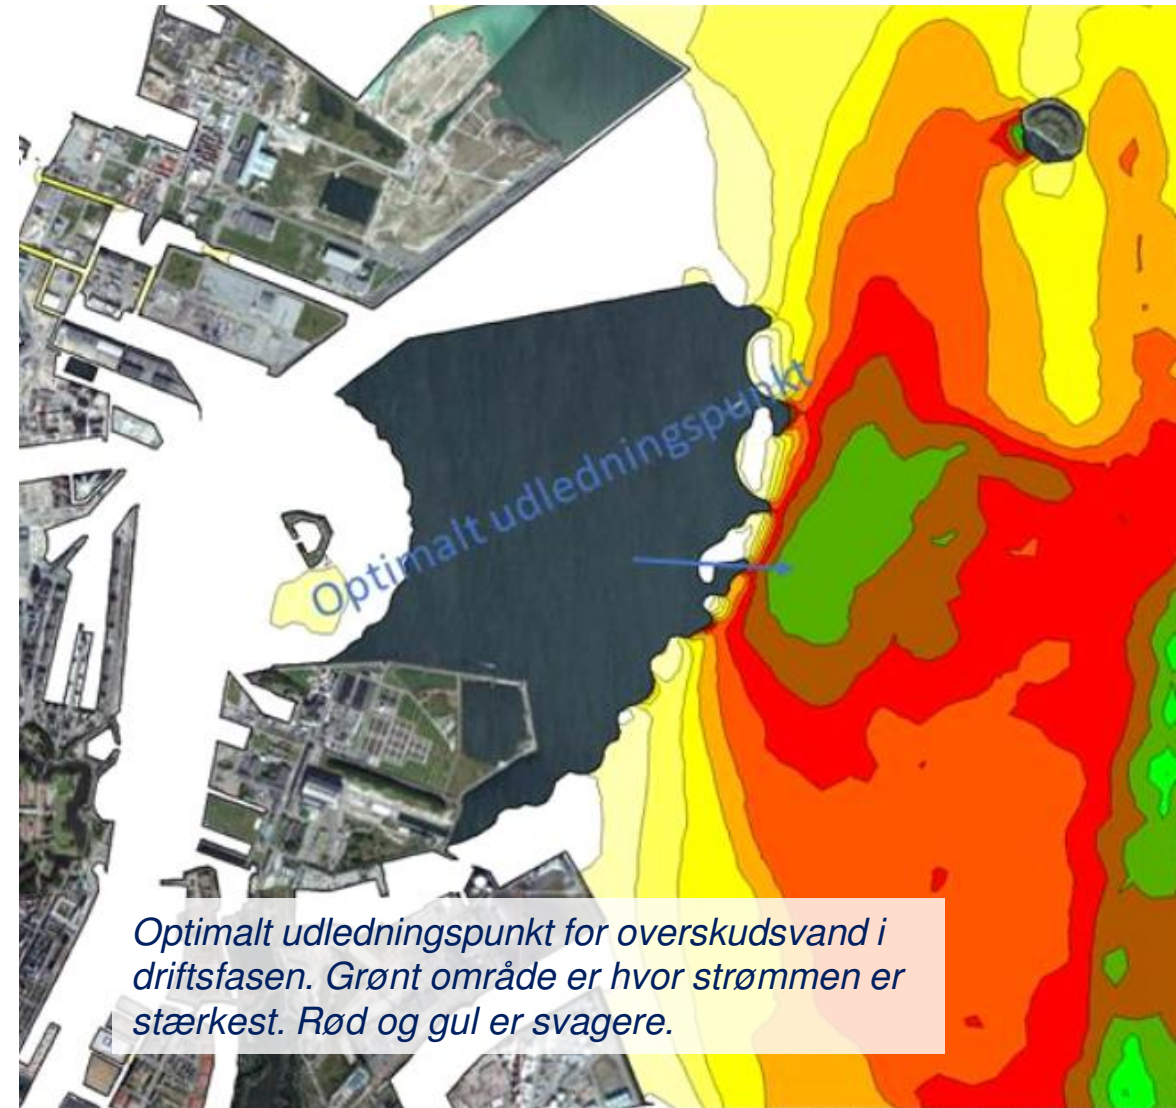 Optimalt udledningspunkt
Optimalt udledningspunkt for overskudsvand i
driftsfasen. Grønt område er hvor strømmen er
stærkest. Rød og gul er svagere.